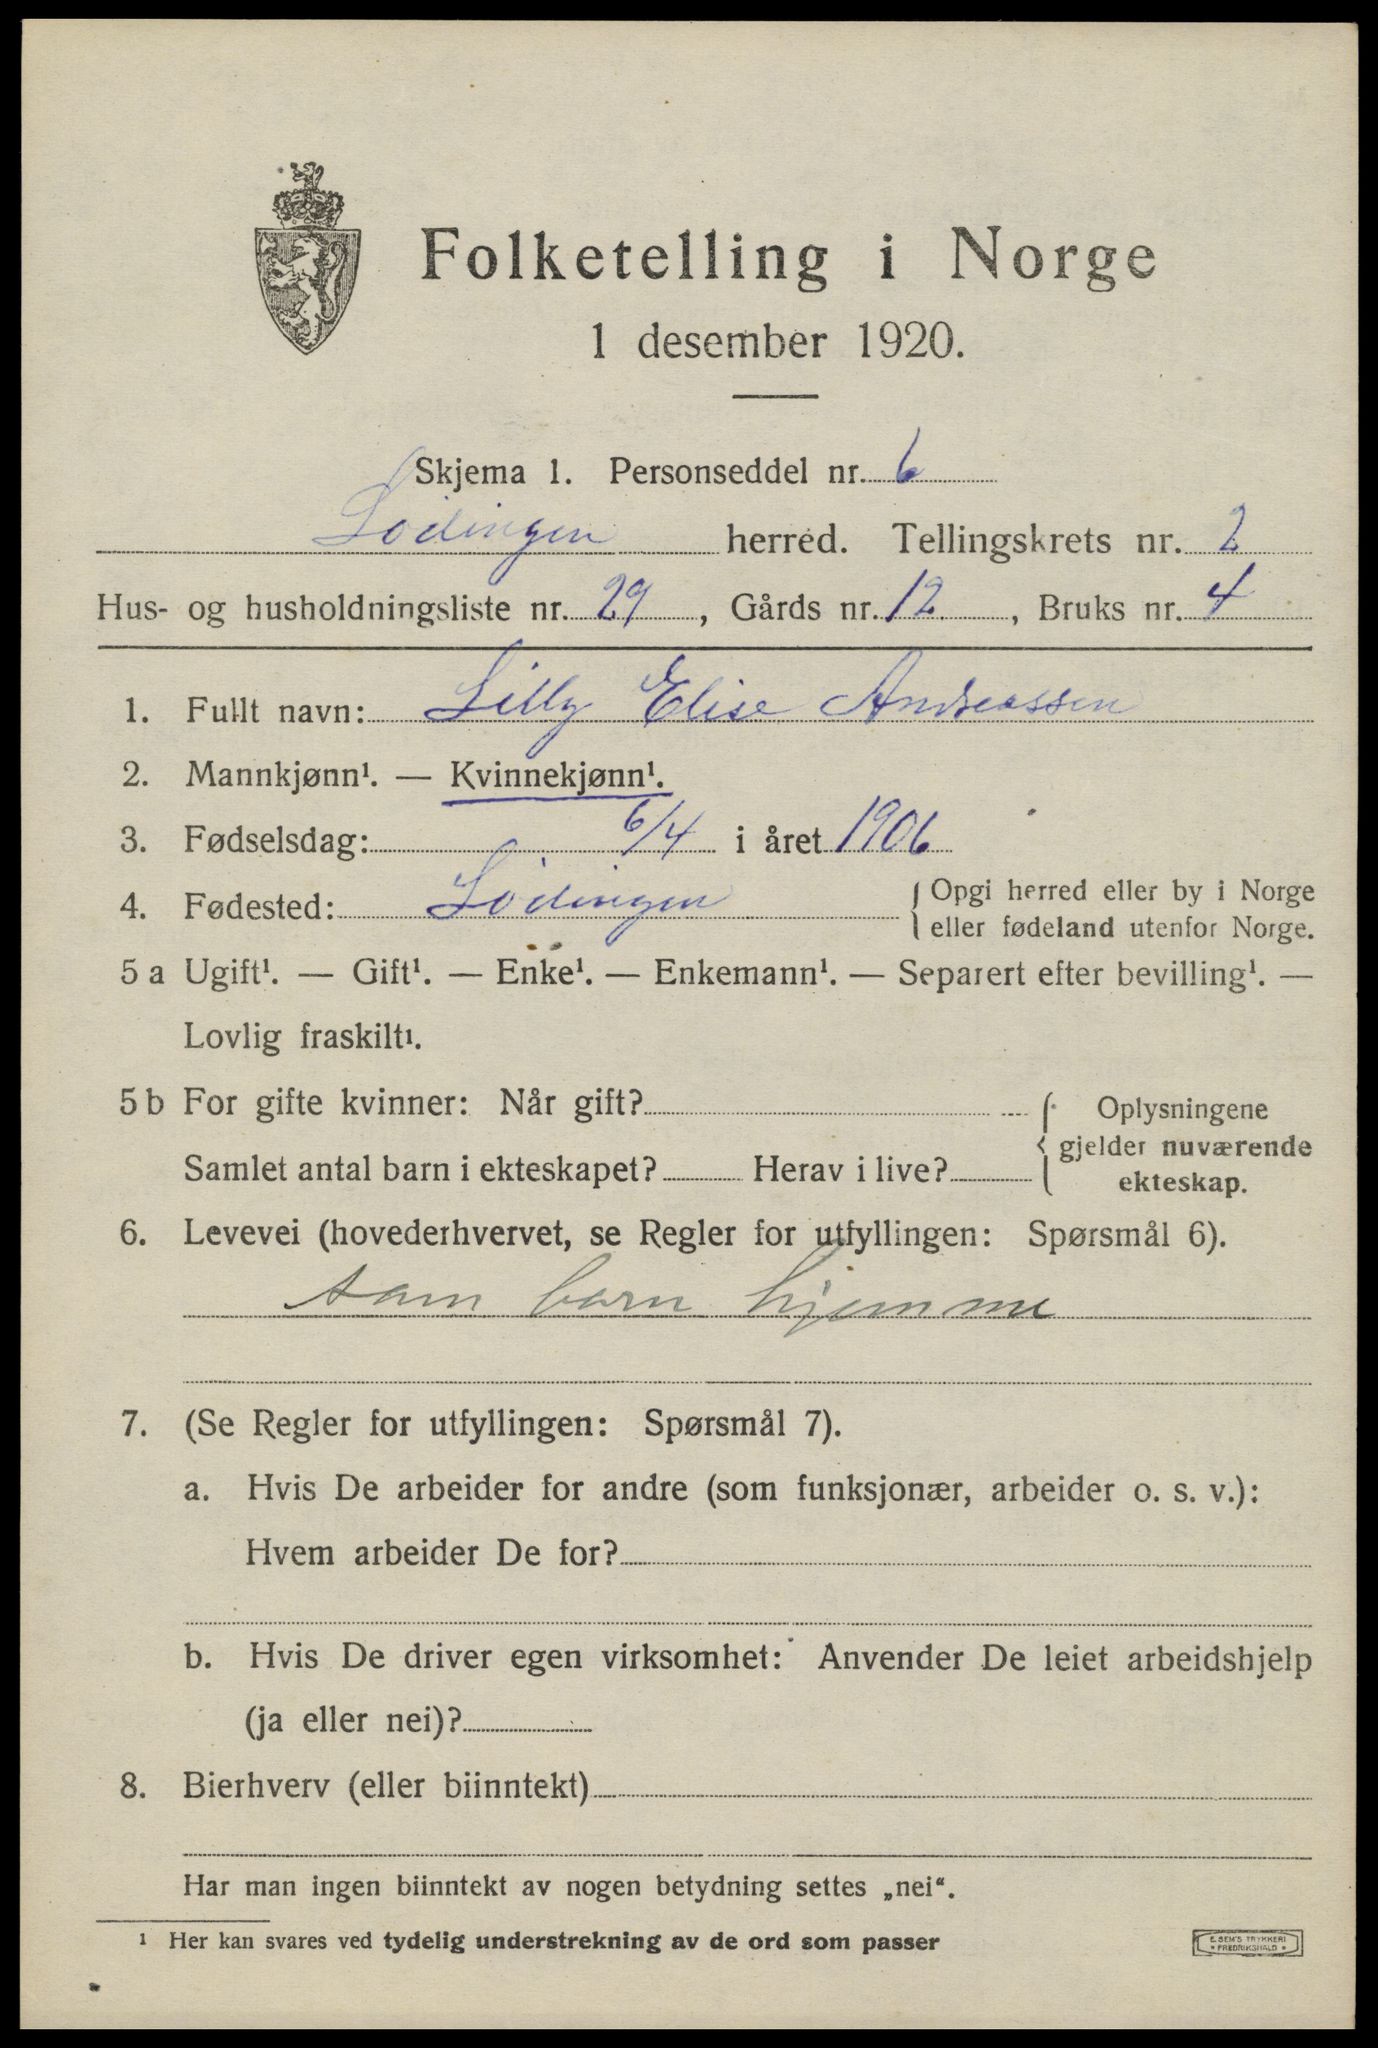 Folketelling i Norge
1 desember 1920.
Skjema 1. Personseddel nr. 6
Lødingen herred. Tellingskrets nr. 2
Hus- og husholdningsliste nr. 29, Gårds nr. 12, Bruks nr. 4
1. Fullt navn: Lilly Elise Andreassen
2. Mannkjønn¹. — Kvinnekjønn¹.
3. Fødselsdag: 6/4 i året 1906
4. Fødested: Lødingen { Opgi herred eller by i Norge
eller fødeland utenfor Norge.
5 a Ugift¹. — Gift¹. — Enke¹. — Enkemann¹. — Separert efter bevilling¹. —
Lovlig fraskilt¹.
5 b For gifte kvinner: Når gift? { Oplysningene
gjelder nuværende
Samlet antal barn i ekteskapet? Herav i live? ekteskap.
6. Levevei (hovederhvervet, se Regler for utfyllingen: Spørsmål 6).
som barn hjemme
7. (Se Regler for utfyllingen: Spørsmål 7).
a. Hvis De arbeider for andre (som funksjonær, arbeider o. s. v.):
Hvem arbeider De for?
b. Hvis De driver egen virksomhet: Anvender De leiet arbeidshjelp
(ja eller nei)?
8. Bierhverv (eller biinntekt)
Har man ingen biinntekt av nogen betydning settes „nei“.
¹ Her kan svares ved tydelig understrekning av de ord som passer
E. SEM'S TRYKKERI
* FREDRIKSHALD *